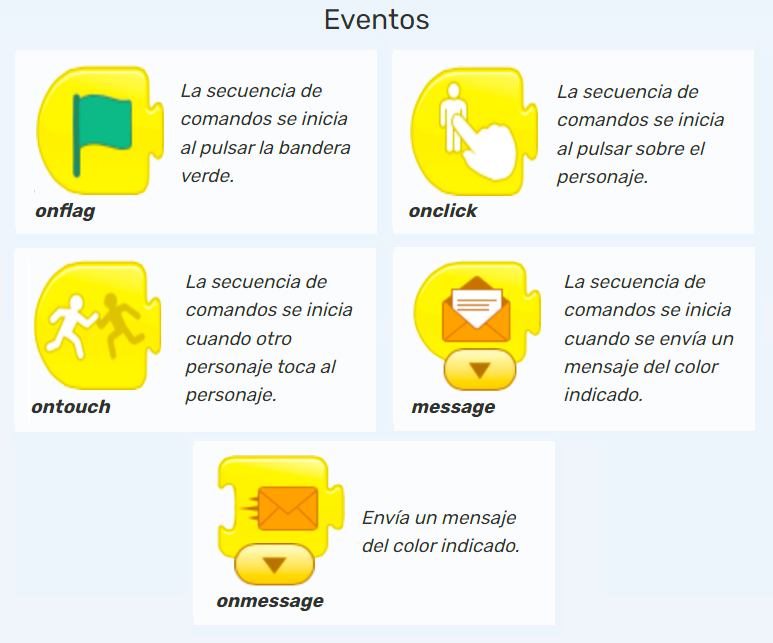 Eventos
La secuencia de
comandos se inicia
al pulsar la bandera
verde.
onflag
La secuencia de
comandos se inicia
al pulsar sobre el
personaje.
onclick
La secuencia de
comandos se inicia
cuando otro
personaje toca al
personaje.
ontouch
La secuencia de
comandos se inicia
cuando se envía un
mensaje del color
indicado.
message
Envía un mensaje
del color indicado.
onmessage